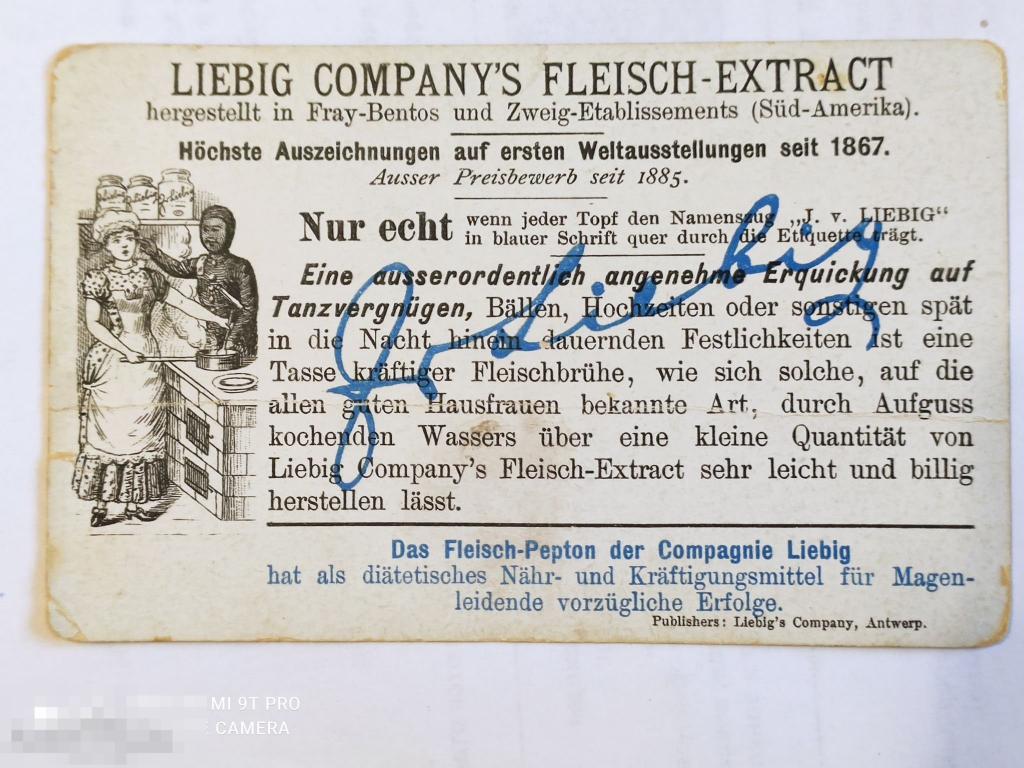 LIEBIG COMPANY'S FLEISCH-EXTRACT
hergestellt in Fray-Bentos und Zweig-Etablissements (Süd-Amerika).
Höchste Auszeichnungen auf ersten Weltausstellungen seit 1867.
Ausser Preisbewerb seit 1885.
Nur echt wenn jeder Topf den Namenszug „J. v. LIEBIG“
in blauer Schrift quer durch die Etiquette trägt.
Eine ausserordentlich angenehme Erquickung auf
Tanzvergnügen, Bällen, Hochzeiten oder sonstigen spät
in die Nacht hinein dauernden Festlichkeiten ist eine
Tasse kräftiger Fleischbrühe, wie sich solche, auf die
allen guten Hausfrauen bekannte Art, durch Aufguss
kochenden Wassers über eine kleine Quantität von
Liebig Company's Fleisch-Extract sehr leicht und billig
herstellen lässt.
JvLiebig
Das Fleisch-Pepton der Compagnie Liebig
hat als diätetisches Nähr- und Kräftigungsmittel für Magen-
leidende vorzügliche Erfolge.
Publishers: Liebig's Company, Antwerp.
MI 9T PRO
CAMERA